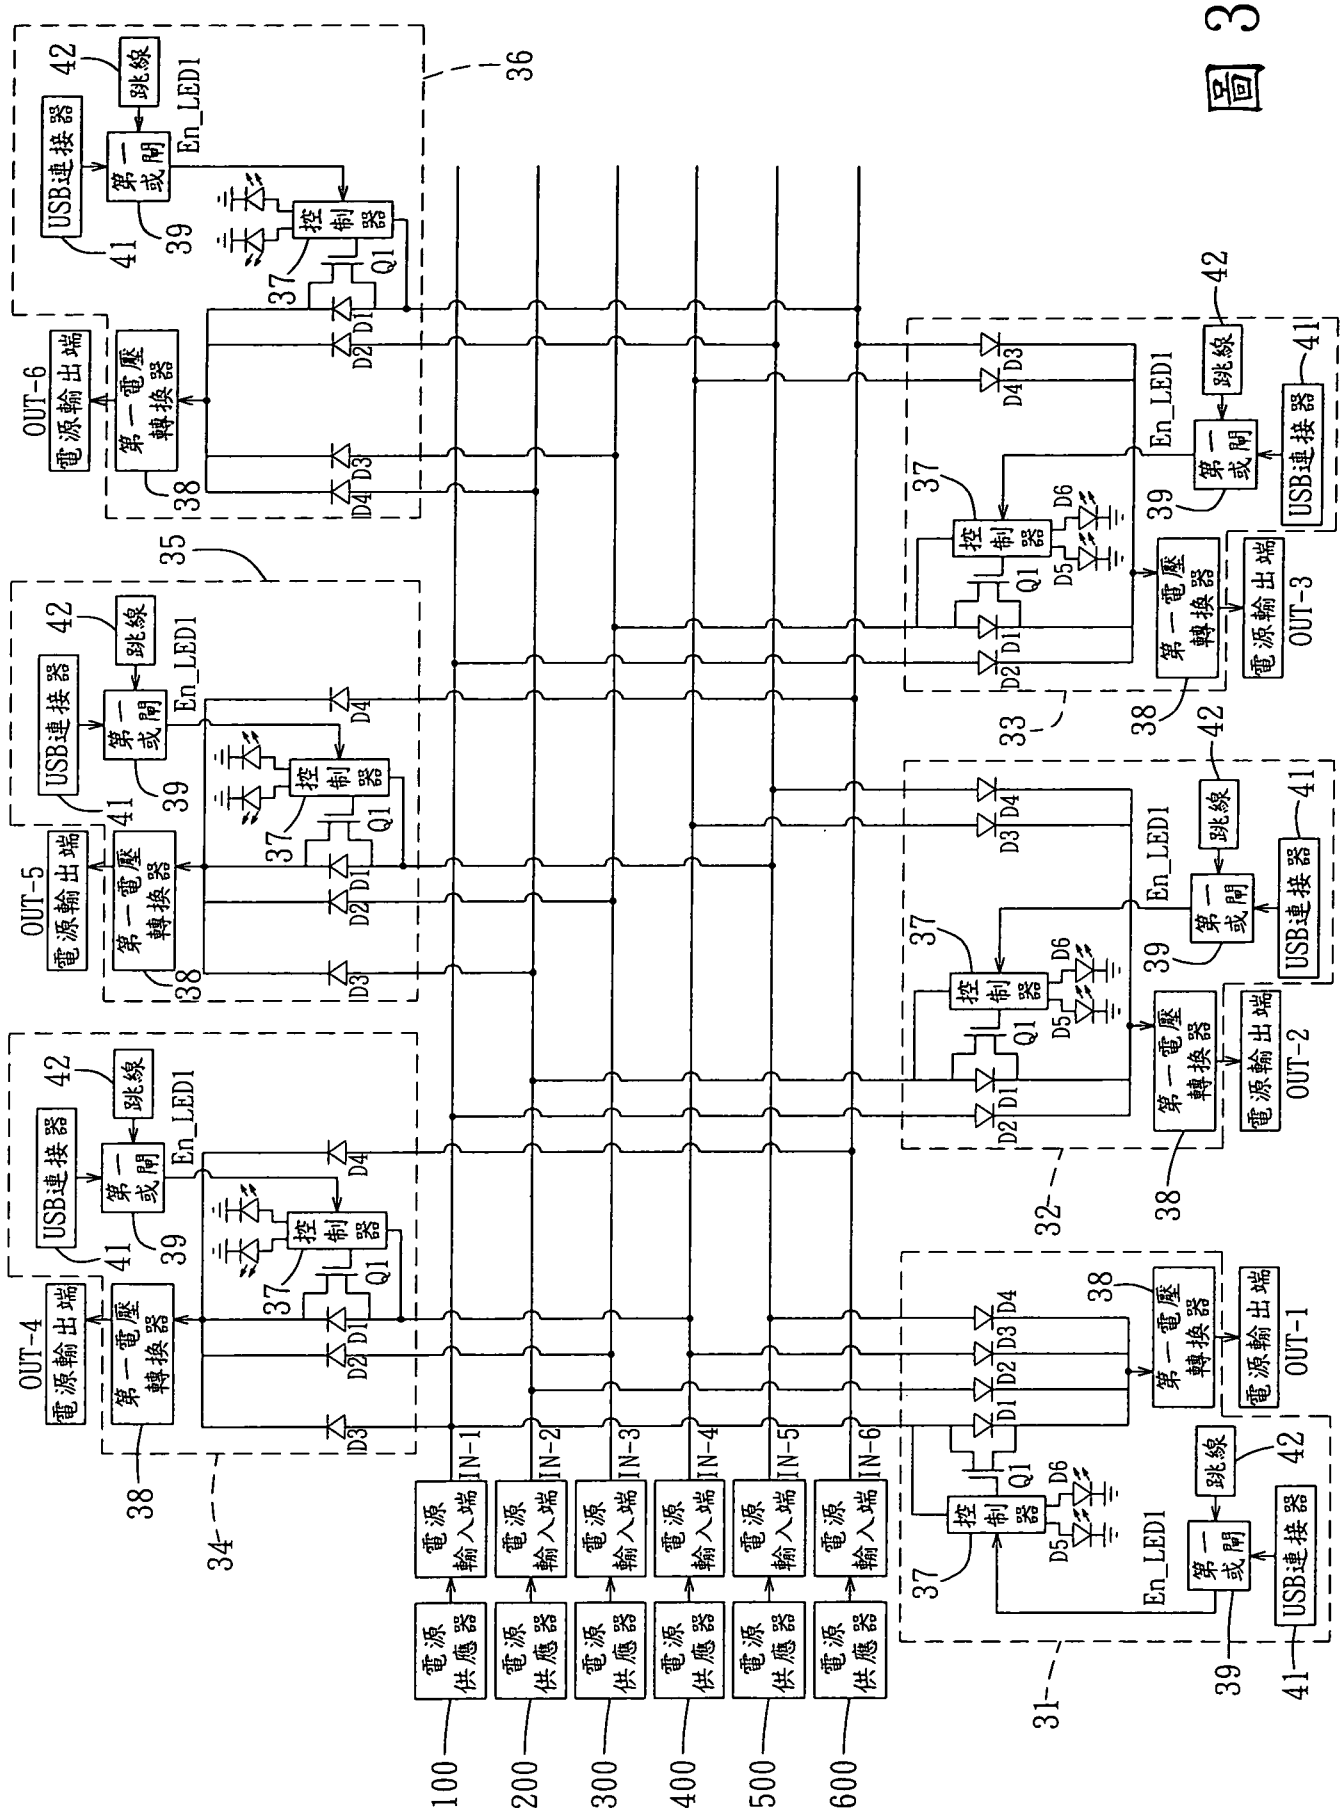 圖 3
42
跳線
USB連接器
第一
或閘
En_LED1
41
39
36
OUT-6
電源輸出端
第一電壓
轉換器
38
37
控制器
Q1
D1
D2
D3
D4
35
42
跳線
USB連接器
第一
或閘
En_LED1
41
39
OUT-5
電源輸出端
第一電壓
轉換器
38
37
控制器
Q1
D4
D1
D2
D3
42
跳線
USB連接器
第一
或閘
En_LED1
41
39
OUT-4
電源輸出端
第一電壓
轉換器
38
37
控制器
Q1
D4
D1
D2
D3
34
100
電源
供應器
電源
輸入端
IN-1
200
電源
供應器
電源
輸入端
IN-2
300
電源
供應器
電源
輸入端
IN-3
400
電源
供應器
電源
輸入端
IN-4
500
電源
供應器
電源
輸入端
IN-5
600
電源
供應器
電源
輸入端
IN-6
31
37
控制器
Q1
D1
D2
D3
D4
D5
D6
En_LED1
38
第一電壓
轉換器
電源輸出端
OUT-1
39
第一
或閘
跳線
42
USB連接器
41
32
37
控制器
Q1
D2
D1
D3
D4
D5
D6
En_LED1
38
第一電壓
轉換器
電源輸出端
OUT-2
39
第一
或閘
跳線
42
USB連接器
41
33
37
控制器
Q1
D2
D1
D4
D3
D5
D6
En_LED1
38
第一電壓
轉換器
電源輸出端
OUT-3
39
第一
或閘
跳線
42
USB連接器
41